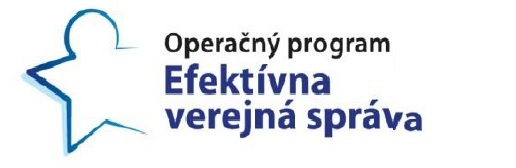 Operačný program
Efektívna
verejná správa